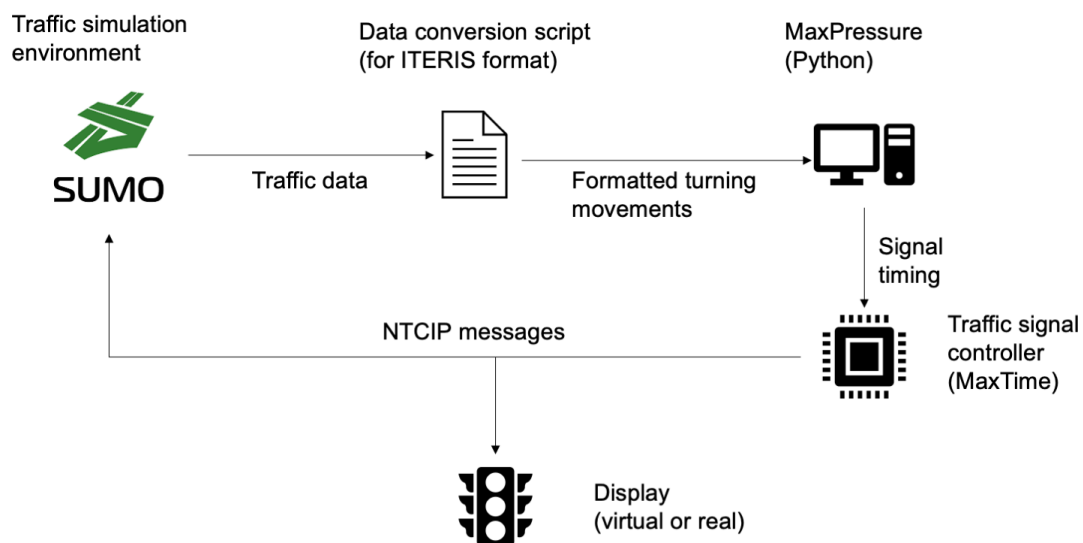 Traffic simulation
environment
Data conversion script
(for ITERIS format)
MaxPressure
(Python)
SUMO
Traffic data
Formatted turning
movements
Signal
timing
NTCIP messages
Traffic signal
controller
(MaxTime)
Display
(virtual or real)